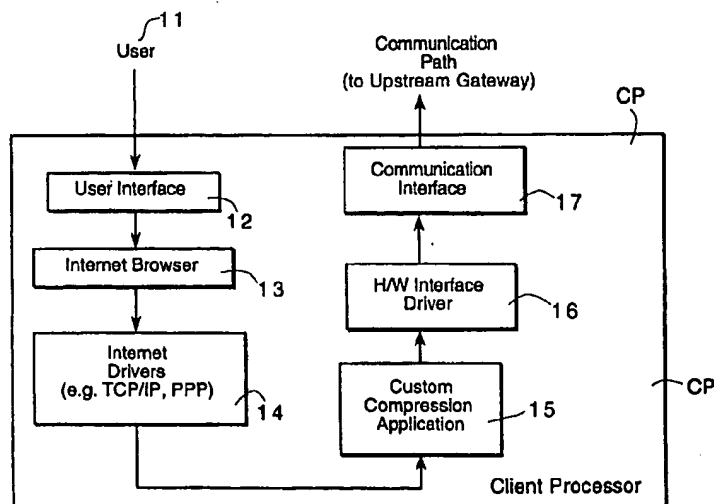 11
User
Communication
Path
(to Upstream Gateway)
CP
User Interface
12
Internet Browser
13
Internet
Drivers
(e.g. TCP/IP, PPP)
14
Communication
Interface
17
H/W Interface
Driver
16
Custom
Compression
Application
15
CP
Client Processor